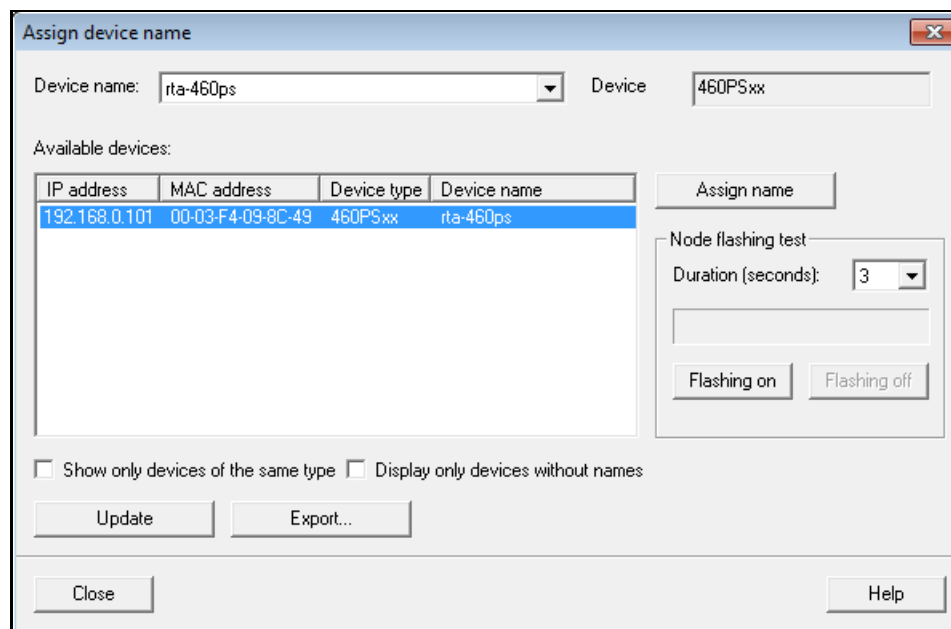 Assign device name
Device name: rta-460ps Device 460PSxx
Available devices:
IP address MAC address Device type Device name
192.168.0.101 00-03-F4-09-8C-49 460PSxx rta-460ps
Assign name
Node flashing test
Duration (seconds): 3
Flashing on Flashing off
Show only devices of the same type Display only devices without names
Update Export...
Close Help